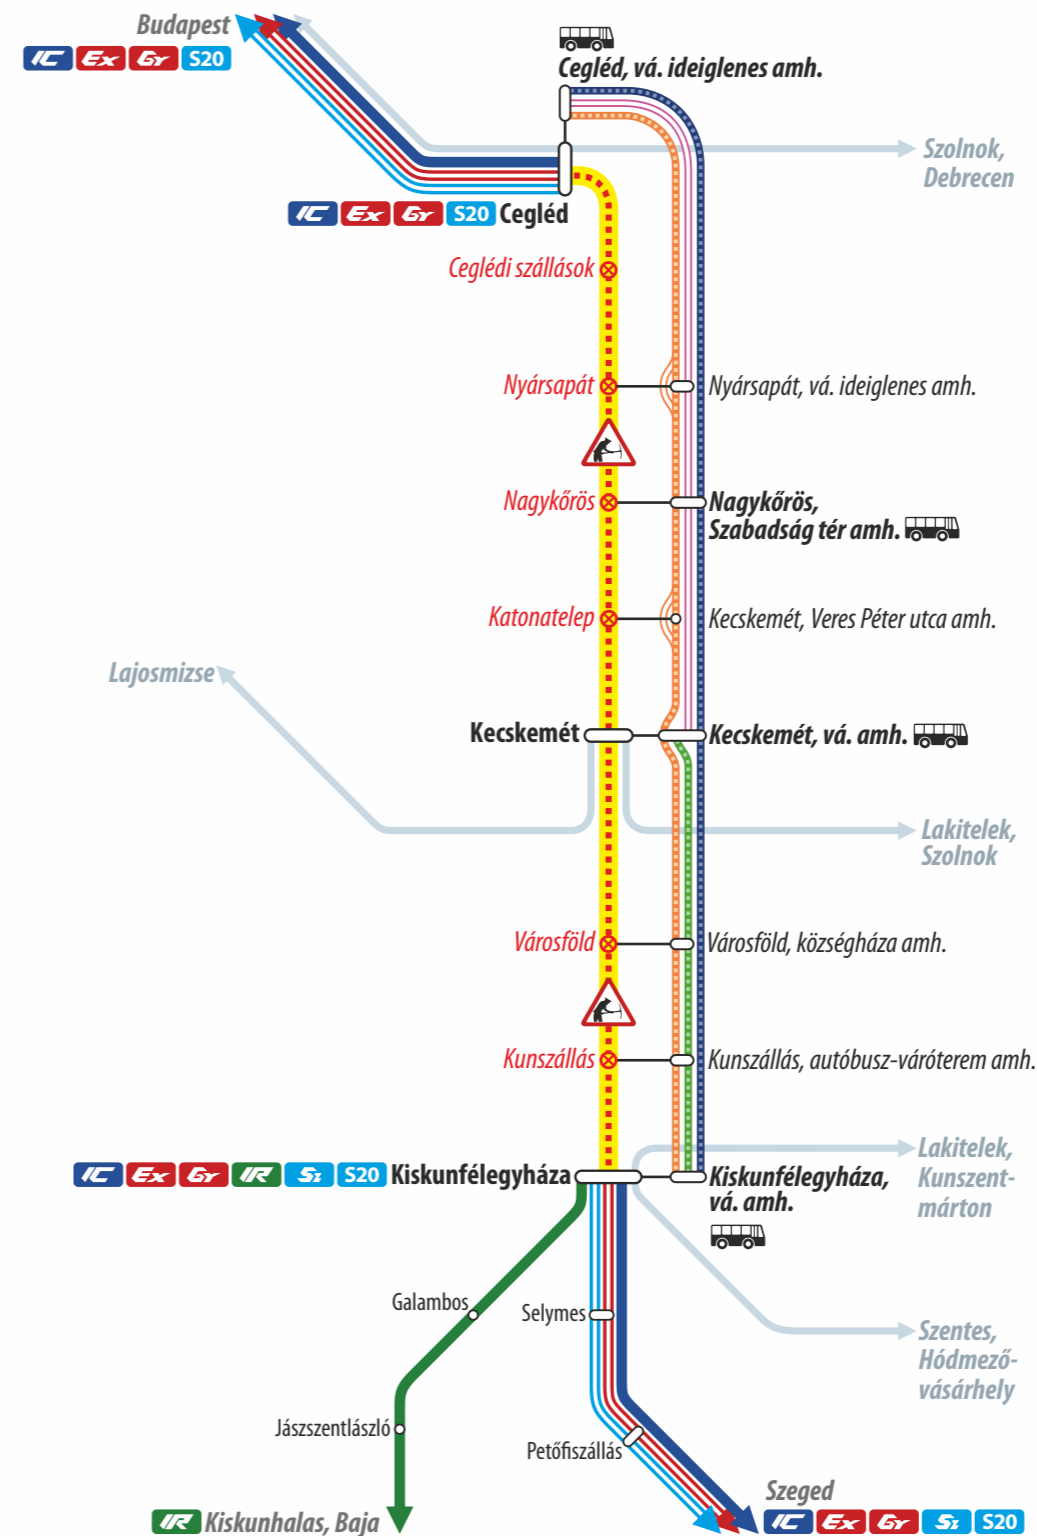 Budapest
IC Ex Gy S20
Cegléd, vá. ideiglenes amh.
Szolnok,
Debrecen
IC Ex Gy S20 Cegléd
Ceglédi szállások
Nyársapát
Nyársapát, vá. ideiglenes amh.
Nagykőrös
Nagykőrös,
Szabadság tér amh.
Katonatelep
Kecskemét, Veres Péter utca amh.
Lajosmizse
Kecskemét
Kecskemét, vá. amh.
Lakitelek,
Szolnok
Városföld
Városföld, községháza amh.
Kunszállás
Kunszállás, autóbusz-váróterem amh.
Lakitelek,
Kunszent-
márton
IC Ex Gy IR Sz S20 Kiskunfélegyháza
Kiskunfélegyháza,
vá. amh.
Galambos
Selymes
Szentes,
Hódmező-
vásárhely
Jászszentlászló
Petőfiszállás
Szeged
IC Ex Gy Sz S20
IR Kiskunhalas, Baja